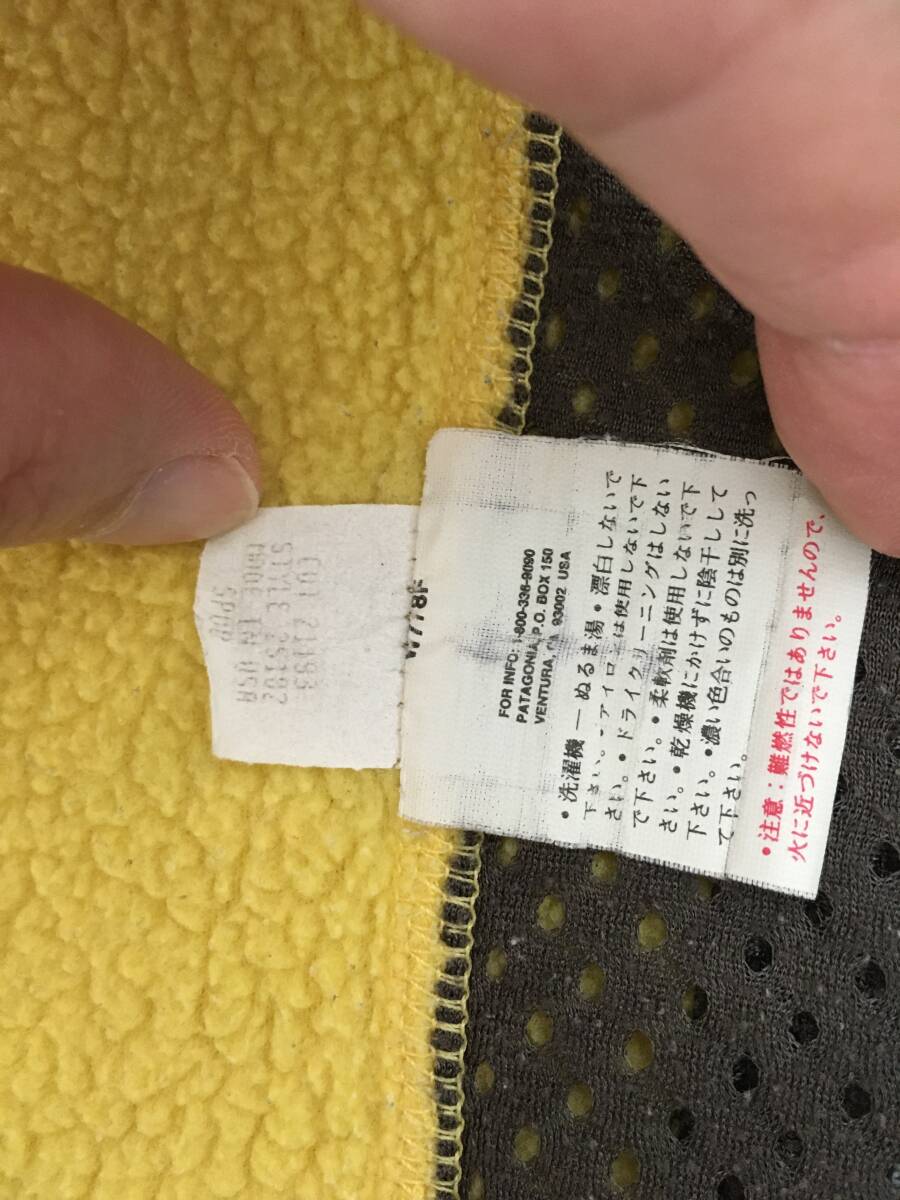 CUT 21193
STYLE
MADE IN USA
FOR INFO: 1-800-336-9090
PATAGONIA, P.O. BOX 150
VENTURA, CA 93002 USA
• 洗濯機 — ぬるま湯 • 漂白しないで
下さい。• アイロンは使用しないで下
さい。• ドライクリーニングはしない
で下さい。• 柔軟剤は使用しないで下
さい。• 乾燥機にかけずに陰干しして
下さい。•濃い色合いのものは別に洗っ
て下さい。
•注意：難燃性ではありませんので、
火に近づけないで下さい。